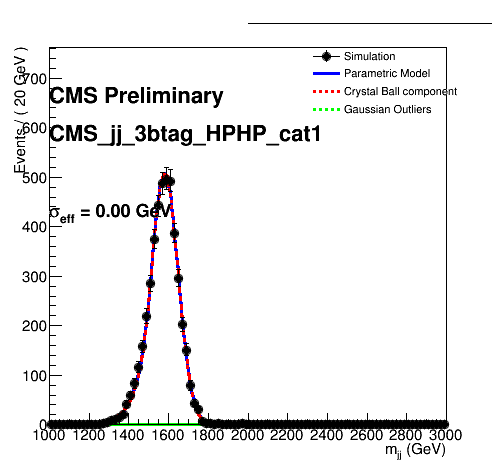 Simulation
Parametric Model
Crystal Ball component
Gaussian Outliers
CMS Preliminary
CMS_jj_3btag_HPHP_cat1
σeff = 0.00 GeV
Events / ( 20 GeV )
700
600
500
400
300
200
100
0
1000 1200 1400 1600 1800 2000 2200 2400 2600 2800 3000
mjj (GeV)